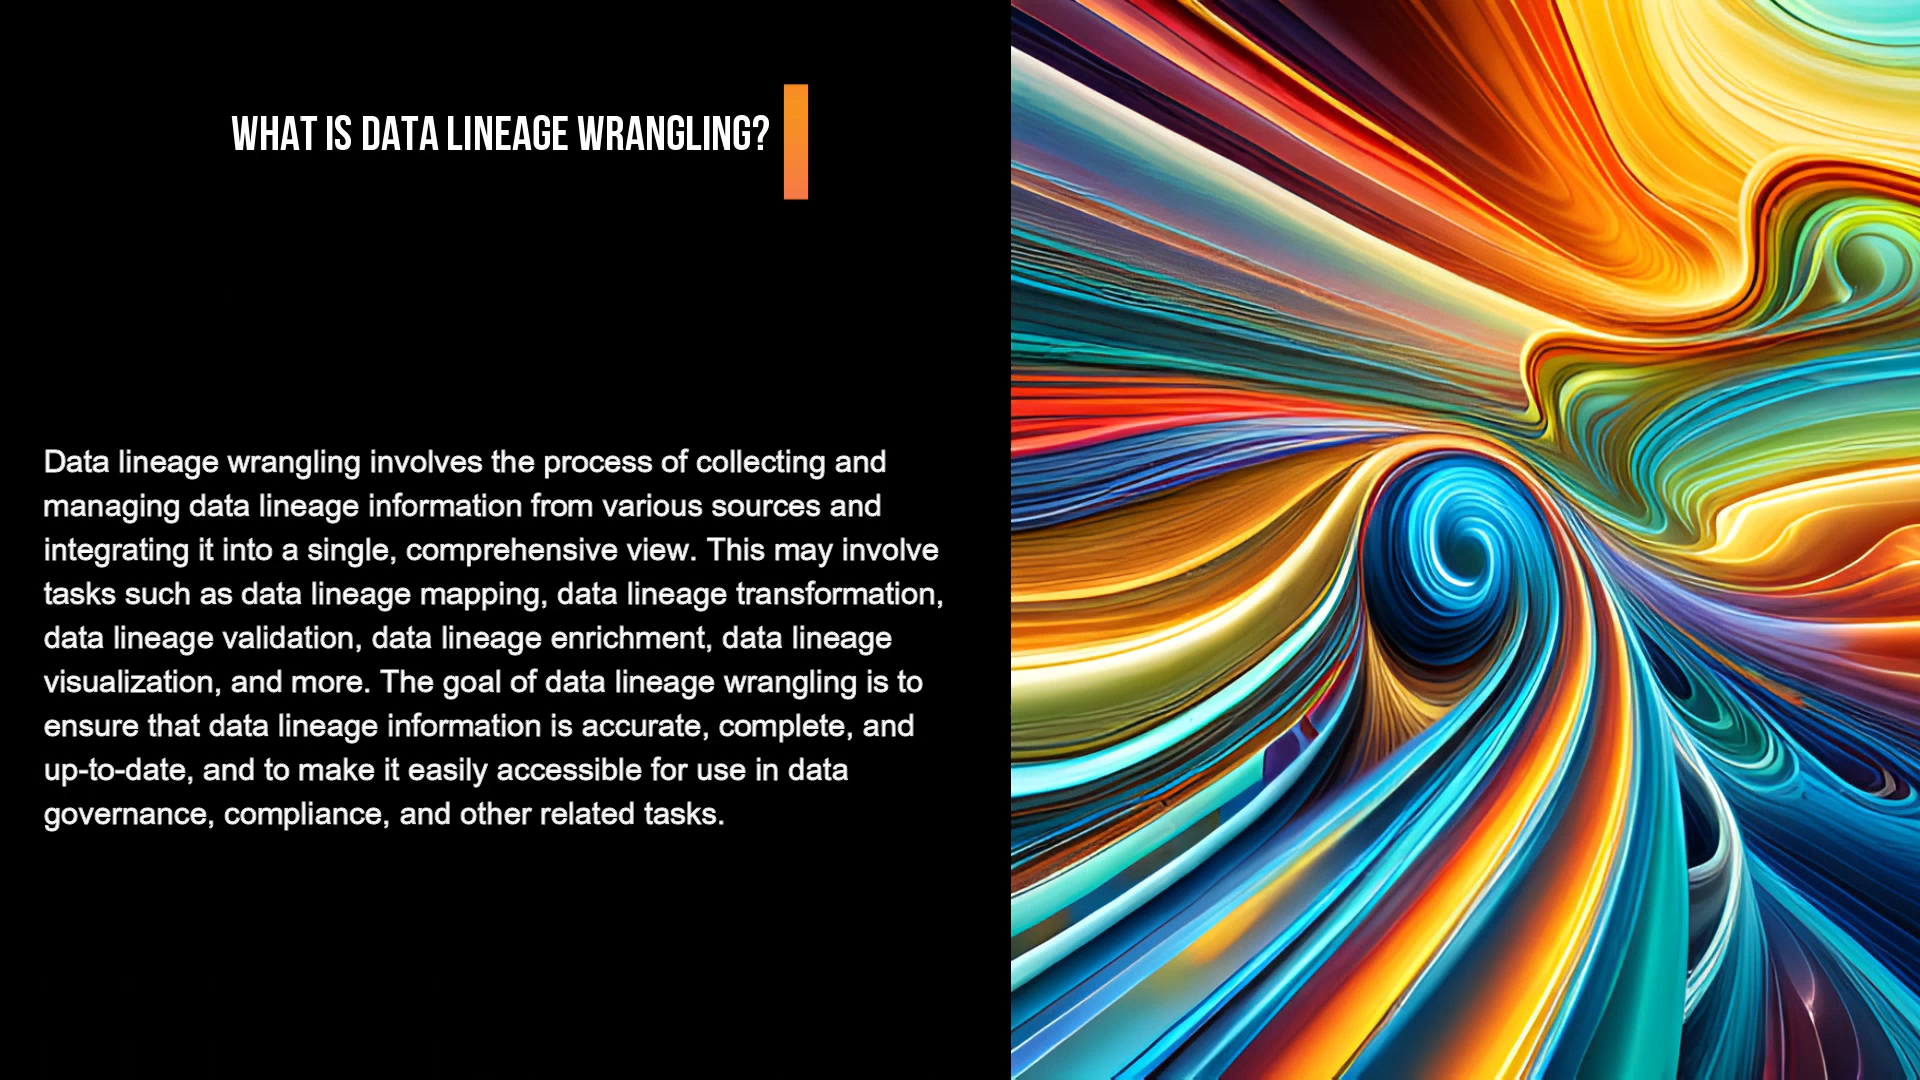 WHAT IS DATA LINEAGE WRANGLING?
Data lineage wrangling involves the process of collecting and
managing data lineage information from various sources and
integrating it into a single, comprehensive view. This may involve
tasks such as data lineage mapping, data lineage transformation,
data lineage validation, data lineage enrichment, data lineage
visualization, and more. The goal of data lineage wrangling is to
ensure that data lineage information is accurate, complete, and
up-to-date, and to make it easily accessible for use in data
governance, compliance, and other related tasks.